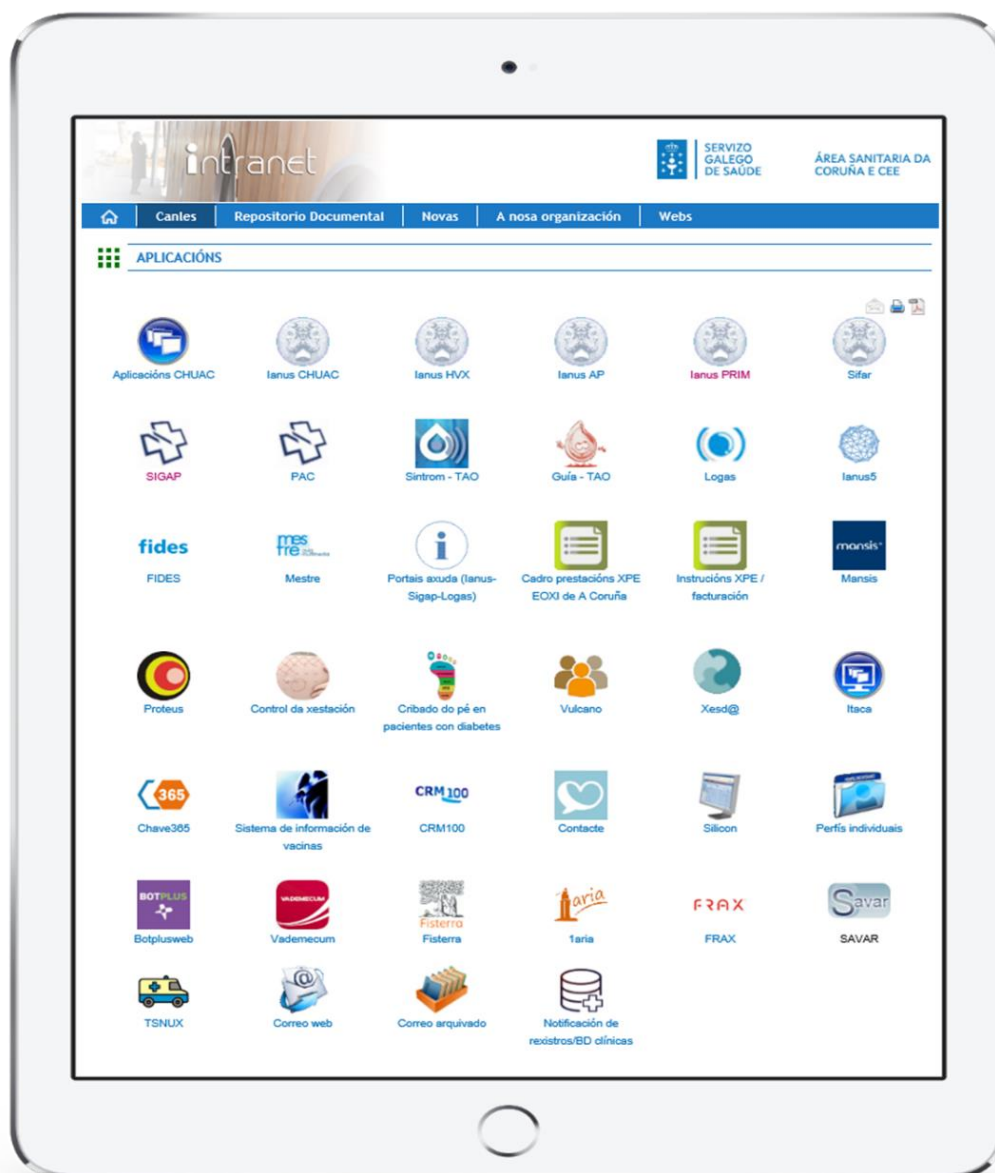 intranet
SERVIZO
GALEGO
DE SAÚDE
ÁREA SANITARIA DA
CORUÑA E CEE
Canles
Repositorio Documental
Novas
A nosa organización
Webs
APLICACIÓNS
Aplicacións CHUAC
Ianus CHUAC
Ianus HVX
Ianus AP
Ianus PRIM
Sifar
SIGAP
PAC
Sintrom - TAO
Guía - TAO
Logas
Ianus5
fides
mes
tre
mansis
FIDES
Mestre
Portais axuda (Ianus-
Sigap-Logas)
Cadro prestacións XPE
EOXI de A Coruña
Instrucións XPE /
facturación
Mansis
Proteus
Control da xestación
Cribado do pé en
pacientes con diabetes
Vulcano
Xesd@
Itaca
365
CRM100
Chave365
Sistema de información de
vacinas
CRM100
Contacte
Silicon
Perfís individuais
BOTPLUS
VADEMECUM
Fisterra
1aria
FRAX
Savar
Botplusweb
Vademecum
Fisterra
1aria
FRAX
SAVAR
@
TSNUX
Correo web
Correo arquivado
Notificación de
rexistros/BD clínicas